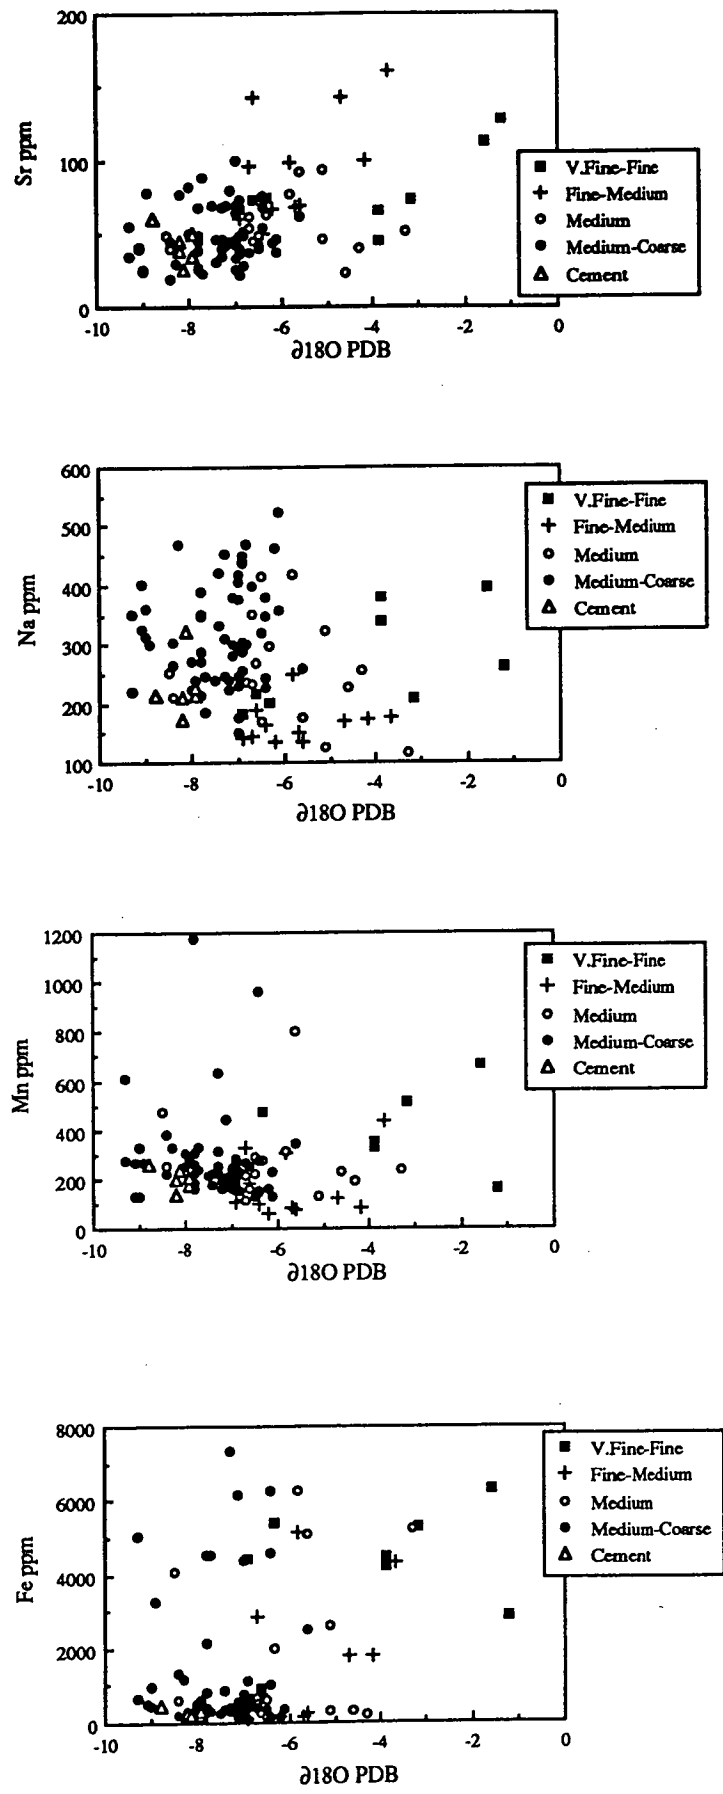 200
100
0
Sr ppm
-10 -8 -6 -4 -2 0
∂18O PDB
V.Fine-Fine
Fine-Medium
Medium
Medium-Coarse
Cement
600
500
400
300
200
100
Na ppm
-10 -8 -6 -4 -2 0
∂18O PDB
V.Fine-Fine
Fine-Medium
Medium
Medium-Coarse
Cement
1200
1000
800
600
400
200
0
Mn ppm
-10 -8 -6 -4 -2 0
∂18O PDB
V.Fine-Fine
Fine-Medium
Medium
Medium-Coarse
Cement
8000
6000
4000
2000
0
Fe ppm
-10 -8 -6 -4 -2 0
∂18O PDB
V.Fine-Fine
Fine-Medium
Medium
Medium-Coarse
Cement